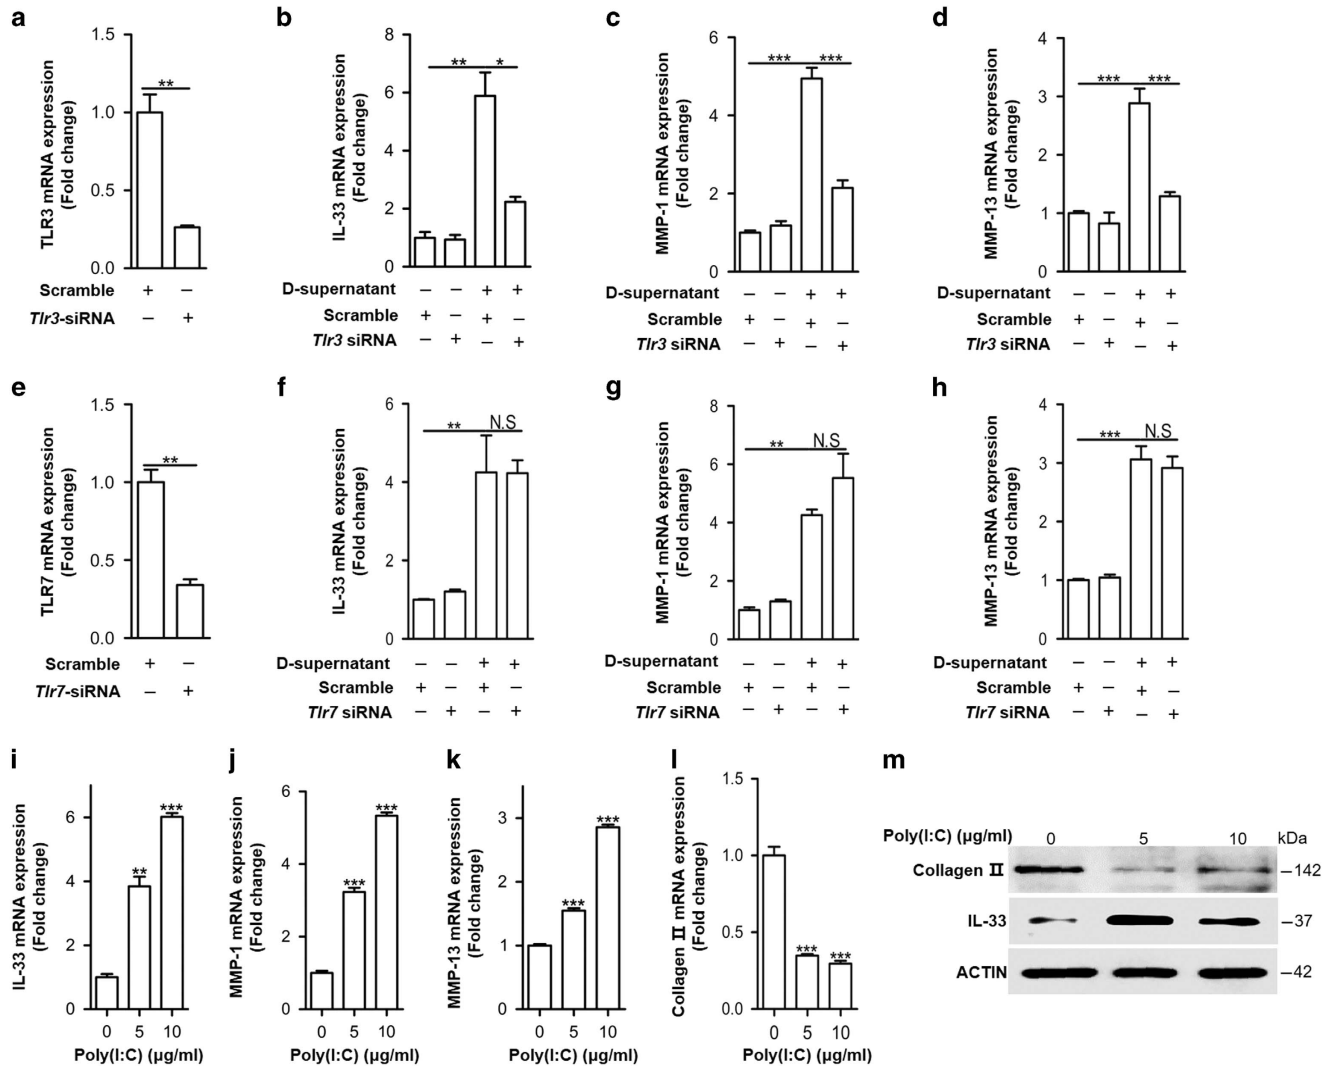 a
TLR3 mRNA expression
(Fold change)
1.5
1.0
0.5
0.0
**
Scramble + –
Tlr3-siRNA – +
b
IL-33 mRNA expression
(Fold change)
8
6
4
2
0
** *
D-supernatant – – + +
Scramble + – + –
Tlr3 siRNA – + – +
c
MMP-1 mRNA expression
(Fold change)
6
4
2
0
*** ***
D-supernatant – – + +
Scramble + – + –
Tlr3 siRNA – + – +
d
MMP-13 mRNA expression
(Fold change)
4
3
2
1
0
*** ***
D-supernatant – – + +
Scramble + – + –
Tlr3 siRNA – + – +
e
TLR7 mRNA expression
(Fold change)
1.5
1.0
0.5
0.0
**
Scramble + –
Tlr7-siRNA – +
f
IL-33 mRNA expression
(Fold change)
6
4
2
0
** N.S
D-supernatant – – + +
Scramble + – + –
Tlr7 siRNA – + – +
g
MMP-1 mRNA expression
(Fold change)
8
6
4
2
0
** N.S
D-supernatant – – + +
Scramble + – + –
Tlr7 siRNA – + – +
h
MMP-13 mRNA expression
(Fold change)
4
3
2
1
0
*** N.S
D-supernatant – – + +
Scramble + – + –
Tlr7 siRNA – + – +
i
IL-33 mRNA expression
(Fold change)
6
4
2
0
** ***
0 5 10
Poly(I:C) (μg/ml)
j
MMP-1 mRNA expression
(Fold change)
6
4
2
0
*** ***
0 5 10
Poly(I:C) (μg/ml)
k
MMP-13 mRNA expression
(Fold change)
3
2
1
0
*** ***
0 5 10
Poly(I:C) (μg/ml)
l
Collagen II mRNA expression
(Fold change)
1.5
1.0
0.5
0.0
*** ***
0 5 10
Poly(I:C) (μg/ml)
m
Poly(I:C) (μg/ml) 0 5 10 kDa
Collagen II –142
IL-33 –37
ACTIN –42